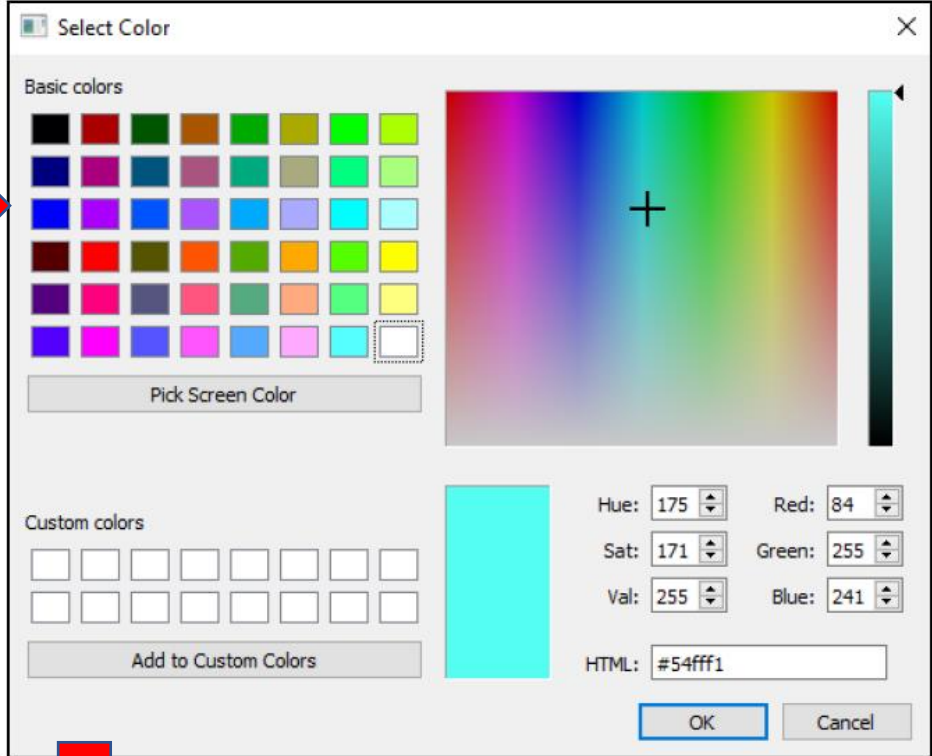 Select Color
Basic colors
Pick Screen Color
Custom colors
Add to Custom Colors
Hue: 175 Red: 84
Sat: 171 Green: 255
Val: 255 Blue: 241
HTML: #54fff1
OK Cancel